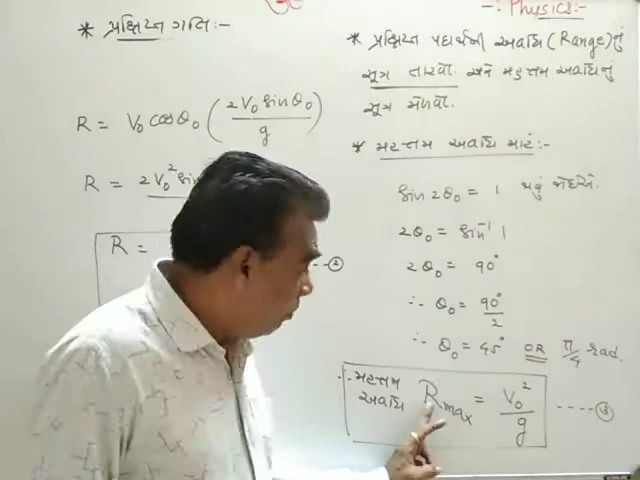 -: Physics:-
* પ્રક્ષિપ્ત ગતિ:-
R = V₀ cosθ₀ (2V₀ sinθ₀ / g)
R = 2V₀² sin
R =
---②
* પ્રક્ષિપ્ત પદાર્થની અવધિ (Range) નું
સૂત્ર તારવો. અને મહત્તમ અવધિનું
સૂત્ર મેળવો.
* મહત્તમ અવધિ માટે:-
sin 2θ₀ = 1 થવું જોઈએ.
2θ₀ = sin⁻¹ 1
2θ₀ = 90°
∴ θ₀ = 90°/2
∴ θ₀ = 45° OR π/4 rad.
∴ મહત્તમ અવધિ R max = V₀²/g ----③